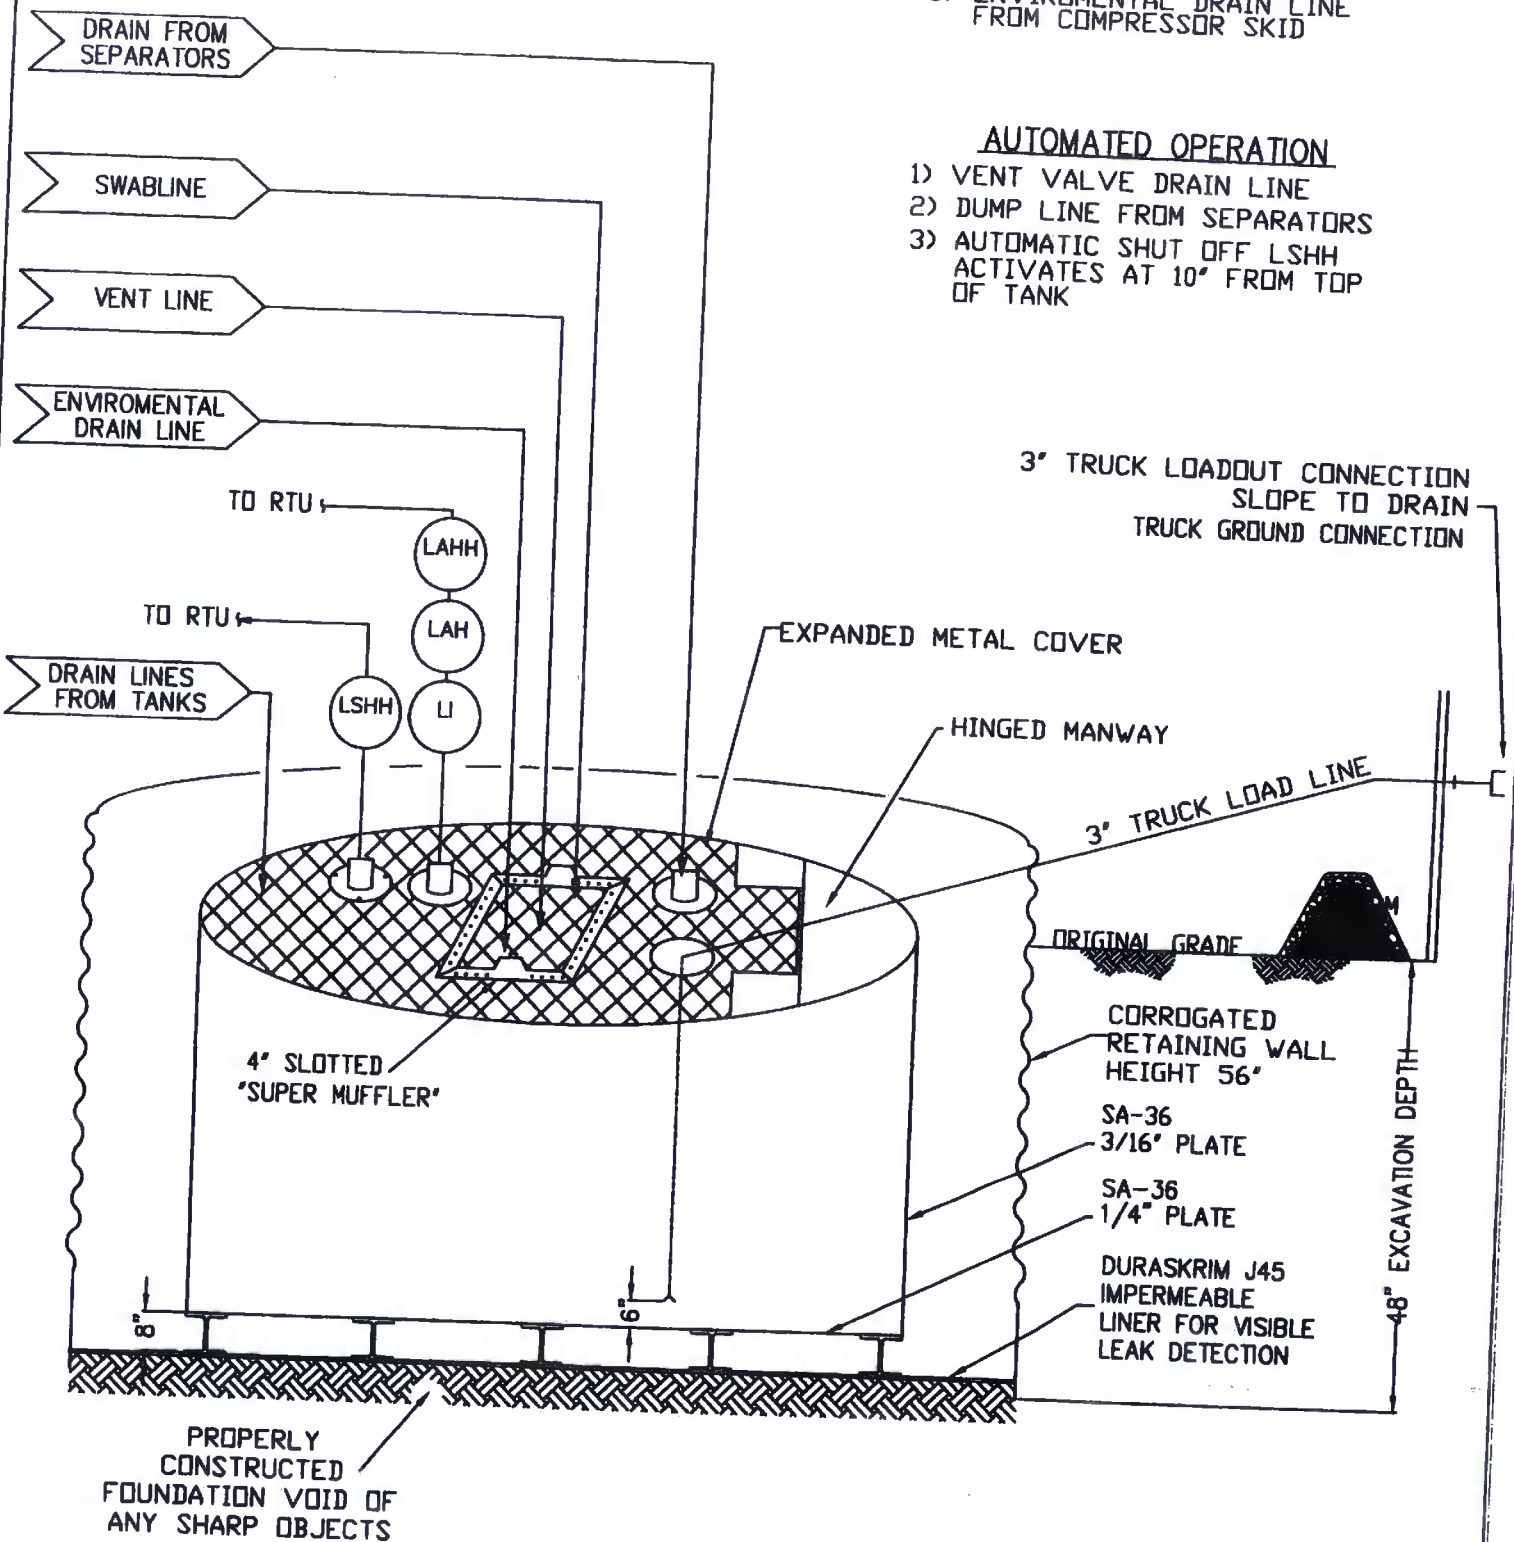 ENVIROMENTAL DRAIN LINE
FROM COMPRESSOR SKID
DRAIN FROM
SEPARATORS
AUTOMATED OPERATION
1) VENT VALVE DRAIN LINE
2) DUMP LINE FROM SEPARATORS
3) AUTOMATIC SHUT OFF LSHH
ACTIVATES AT 10" FROM TOP
OF TANK
SWABLINE
VENT LINE
ENVIROMENTAL
DRAIN LINE
3" TRUCK LOADOUT CONNECTION
SLOPE TO DRAIN
TRUCK GROUND CONNECTION
TO RTU
LAHH
TO RTU
LAH
EXPANDED METAL COVER
DRAIN LINES
FROM TANKS
LSHH
LI
HINGED MANWAY
3" TRUCK LOAD LINE
ORIGINAL GRADE
M
CORROGATED
RETAINING WALL
HEIGHT 56"
4" SLOTTED
"SUPER MUFFLER"
SA-36
3/16" PLATE
SA-36
1/4" PLATE
48" EXCAVATION DEPTH
DURASKRIM J45
IMPERMEABLE
LINER FOR VISIBLE
LEAK DETECTION
8"
6"
PROPERLY
CONSTRUCTED
FOUNDATION VOID OF
ANY SHARP OBJECTS